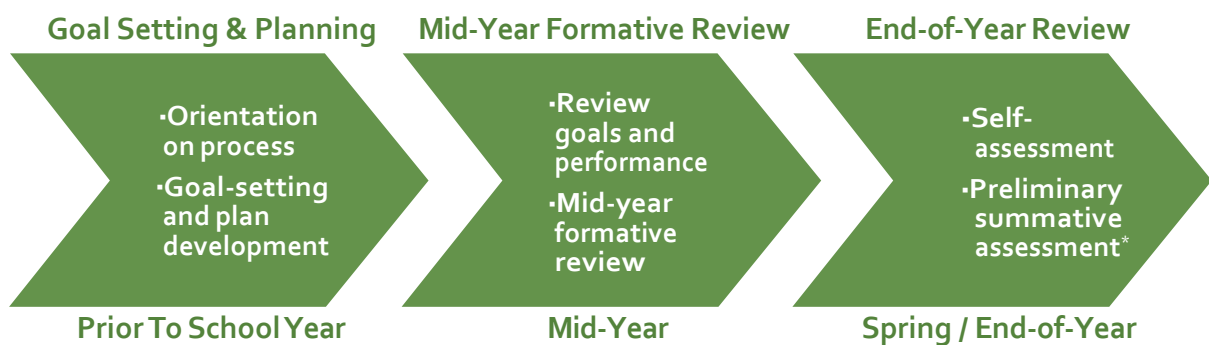 Goal Setting & Planning
Mid-Year Formative Review
End-of-Year Review
▪Orientation
on process
▪Goal-setting
and plan
development
▪Review
goals and
performance
▪Mid-year
formative
review
▪Self-
assessment
▪Preliminary
summative
assessment*
Prior To School Year
Mid-Year
Spring / End-of-Year